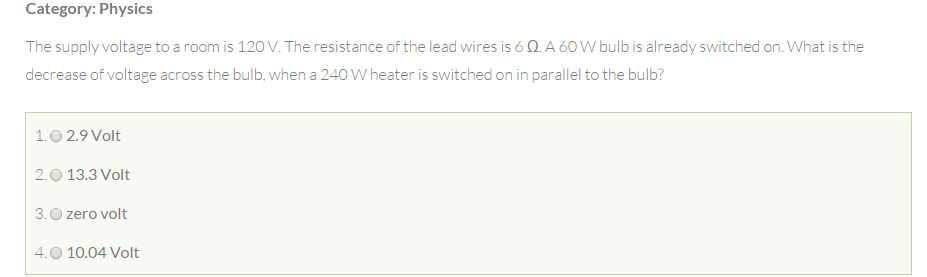 Category: Physics
The supply voltage to a room is 120 V. The resistance of the lead wires is 6 Ω. A 60 W bulb is already switched on. What is the
decrease of voltage across the bulb, when a 240 W heater is switched on in parallel to the bulb?
1. 2.9 Volt
2. 13.3 Volt
3. zero volt
4. 10.04 Volt